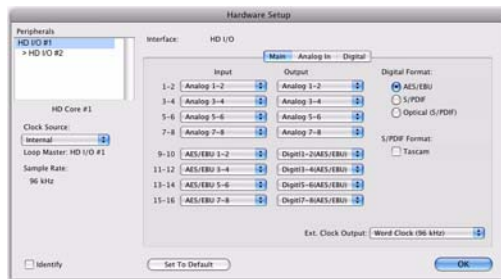 Hardware Setup
Peripherals
HD I/O #1
> HD I/O #2
HD Core #1
Clock Source:
Internal
Loop Master: HD I/O #1
Sample Rate:
96 kHz
Identify
Interface: HD I/O
Main Analog In Digital
Input Output
1-2 Analog 1-2 Analog 1-2
3-4 Analog 3-4 Analog 3-4
5-6 Analog 5-6 Analog 5-6
7-8 Analog 7-8 Analog 7-8
9-10 AES/EBU 1-2 Digitl1-2(AES/EBU)
11-12 AES/EBU 3-4 Digitl3-4(AES/EBU)
13-14 AES/EBU 5-6 Digitl5-6(AES/EBU)
15-16 AES/EBU 7-8 Digitl7-8(AES/EBU)
Digital Format:
AES/EBU
S/PDIF
Optical (S/PDIF)
S/PDIF Format:
Tascam
Ext. Clock Output: Word Clock (96 kHz)
Set To Default
OK